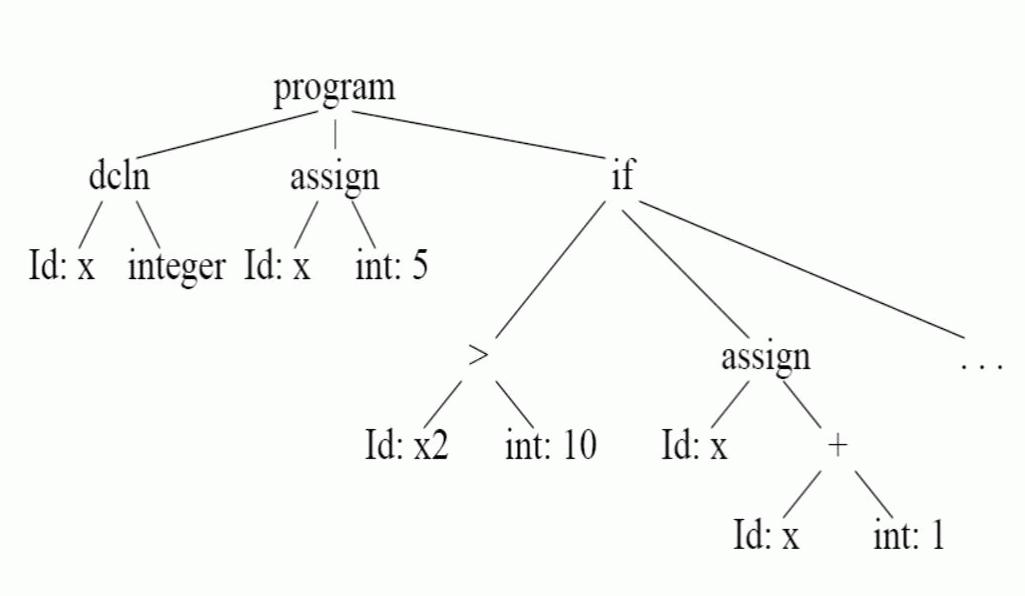 program
dcln assign if
Id: x integer Id: x int: 5
> assign ...
Id: x2 int: 10 Id: x +
Id: x int: 1